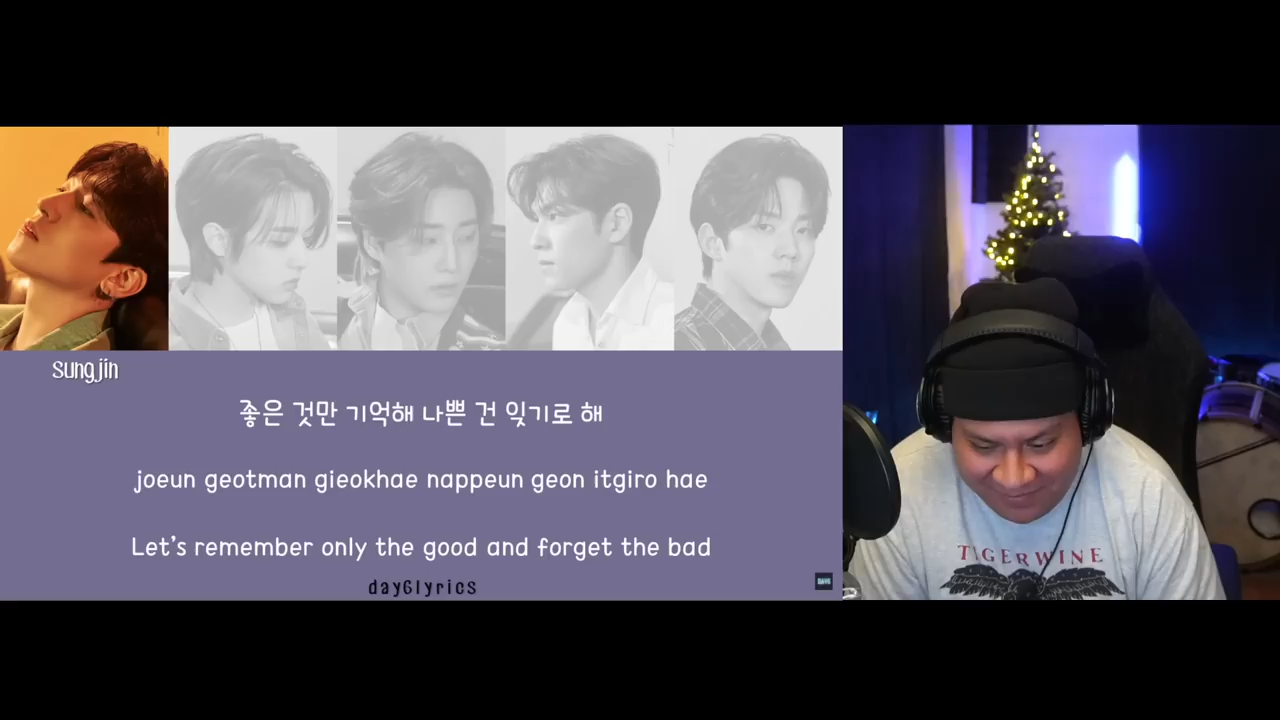 Sungjin
좋은 것만 기억해 나쁜 건 잊기로 해
joeun geotman gieokhae nappeun geon itgiro hae
Let's remember only the good and forget the bad
day6lyrics
DAY6
TIGERWINE